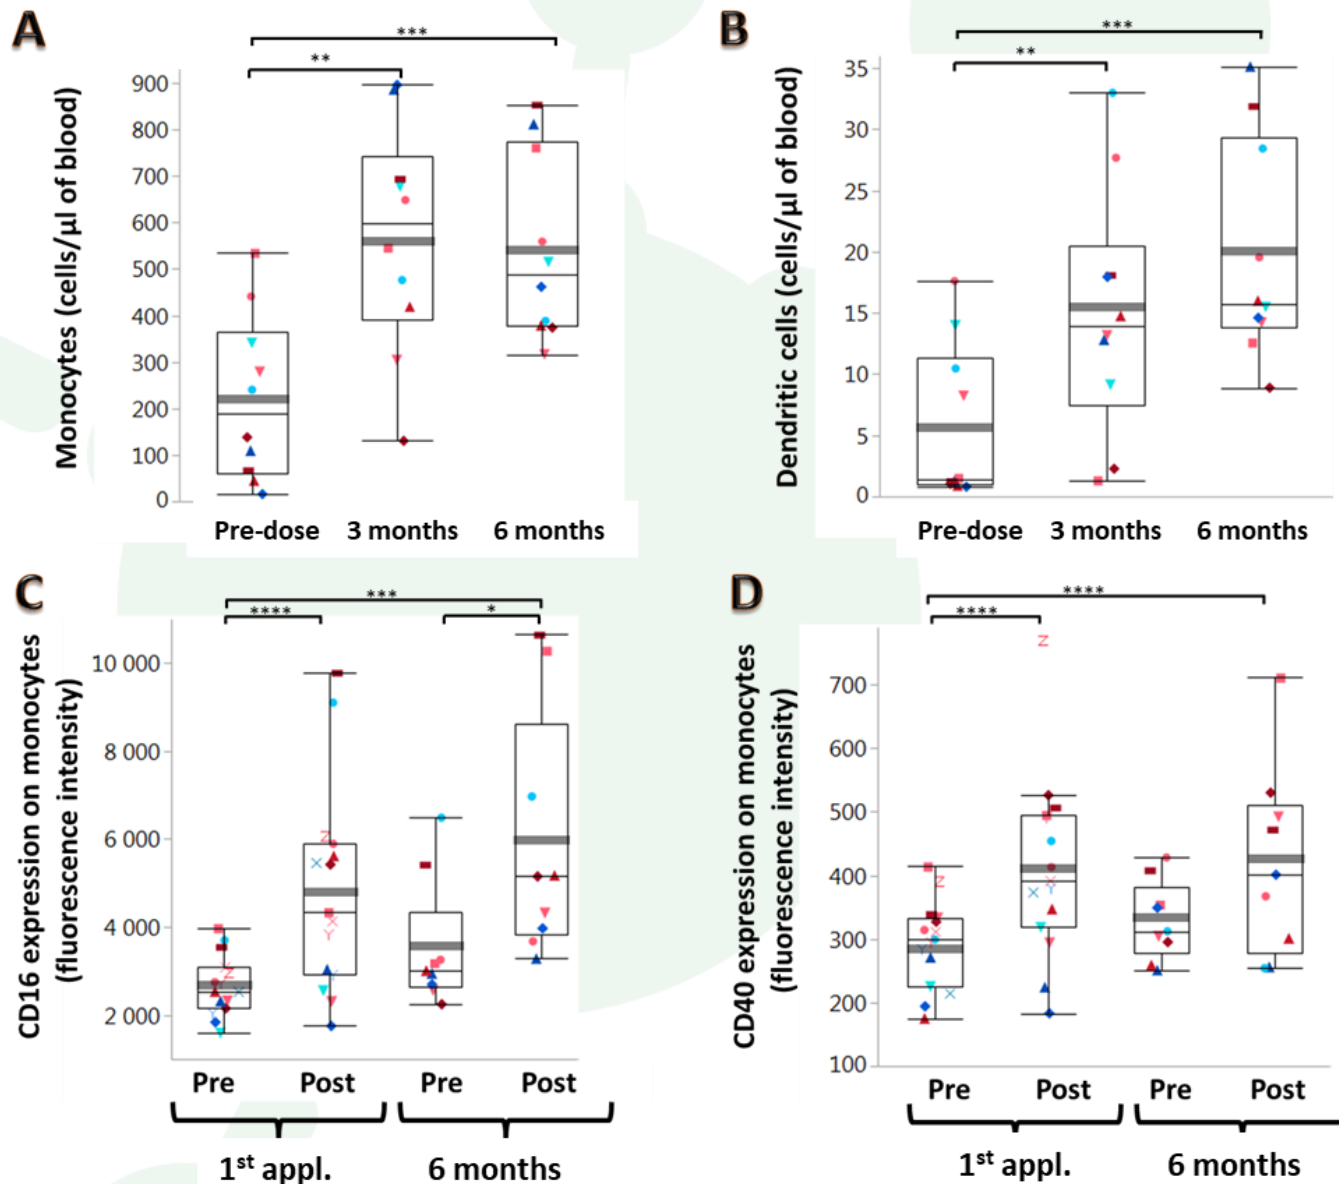 A
***
**
Monocytes (cells/µl of blood)
900
800
700
600
500
400
300
200
100
0
Pre-dose 3 months 6 months
B
***
**
Dendritic cells (cells/µl of blood)
35
30
25
20
15
10
5
0
Pre-dose 3 months 6 months
C
***
****
*
CD16 expression on monocytes
(fluorescence intensity)
10 000
8 000
6 000
4 000
2 000
Pre Post Pre Post
1st appl. 6 months
D
****
****
CD40 expression on monocytes
(fluorescence intensity)
700
600
500
400
300
200
100
Pre Post Pre Post
1st appl. 6 months